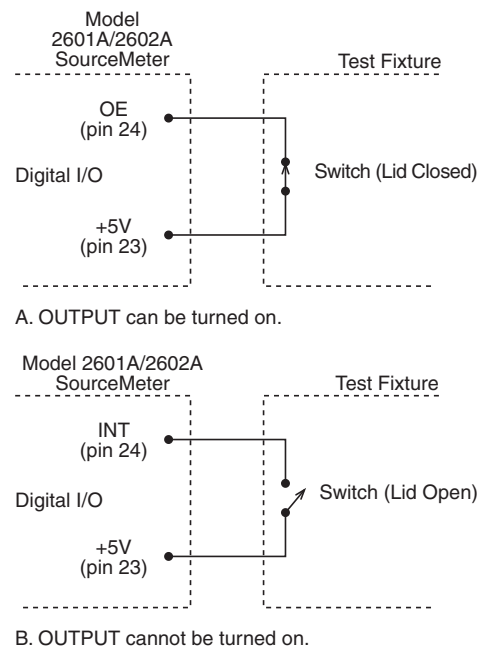 Model
2601A/2602A
SourceMeter
Test Fixture
OE
(pin 24)
Digital I/O
Switch (Lid Closed)
+5V
(pin 23)
A. OUTPUT can be turned on.
Model 2601A/2602A
SourceMeter
Test Fixture
INT
(pin 24)
Digital I/O
Switch (Lid Open)
+5V
(pin 23)
B. OUTPUT cannot be turned on.